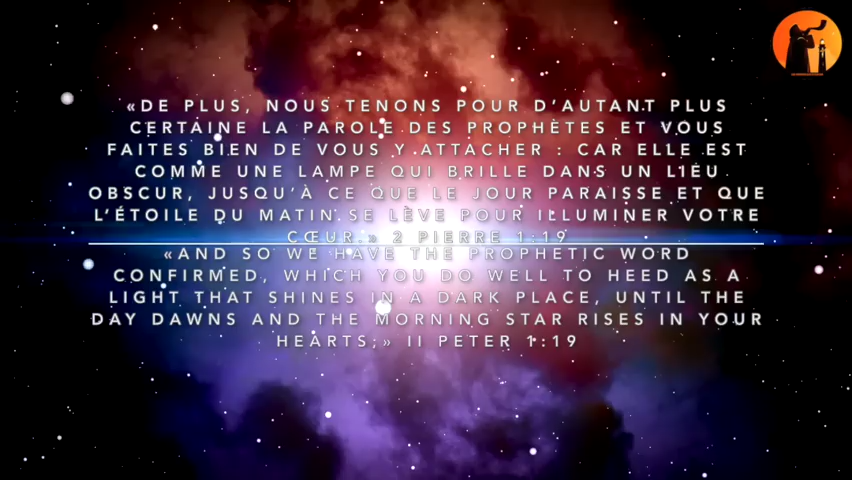 «DE PLUS, NOUS TENONS POUR D'AUTANT PLUS
CERTAINE LA PAROLE DES PROPHÈTES ET VOUS
FAITES BIEN DE VOUS Y ATTACHER : CAR ELLE EST
COMME UNE LAMPE QUI BRILLE DANS UN LIEU
OBSCUR, JUSQU'À CE QUE LE JOUR PARAISSE ET QUE
L'ÉTOILE DU MATIN SE LÈVE POUR ILLUMINER VOTRE
CŒUR.» 2 PIERRE 1:19
«AND SO WE HAVE THE PROPHETIC WORD
CONFIRMED, WHICH YOU DO WELL TO HEED AS A
LIGHT THAT SHINES IN A DARK PLACE, UNTIL THE
DAY DAWNS AND THE MORNING STAR RISES IN YOUR
HEARTS;» II PETER 1:19